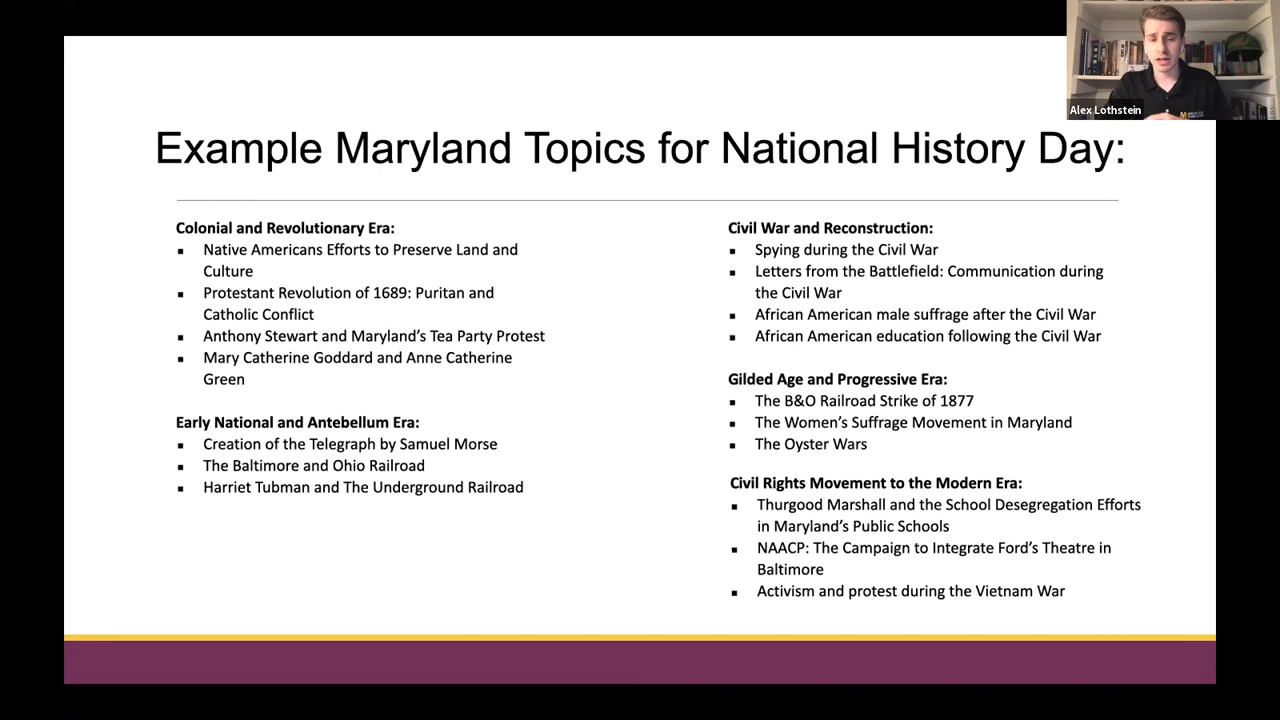 Alex Lothstein
Example Maryland Topics for National History Day:
Colonial and Revolutionary Era:
▪ Native Americans Efforts to Preserve Land and
Culture
▪ Protestant Revolution of 1689: Puritan and
Catholic Conflict
▪ Anthony Stewart and Maryland’s Tea Party Protest
▪ Mary Catherine Goddard and Anne Catherine
Green
Early National and Antebellum Era:
▪ Creation of the Telegraph by Samuel Morse
▪ The Baltimore and Ohio Railroad
▪ Harriet Tubman and The Underground Railroad
Civil War and Reconstruction:
▪ Spying during the Civil War
▪ Letters from the Battlefield: Communication during
the Civil War
▪ African American male suffrage after the Civil War
▪ African American education following the Civil War
Gilded Age and Progressive Era:
▪ The B&O Railroad Strike of 1877
▪ The Women’s Suffrage Movement in Maryland
▪ The Oyster Wars
Civil Rights Movement to the Modern Era:
▪ Thurgood Marshall and the School Desegregation Efforts
in Maryland’s Public Schools
▪ NAACP: The Campaign to Integrate Ford’s Theatre in
Baltimore
▪ Activism and protest during the Vietnam War